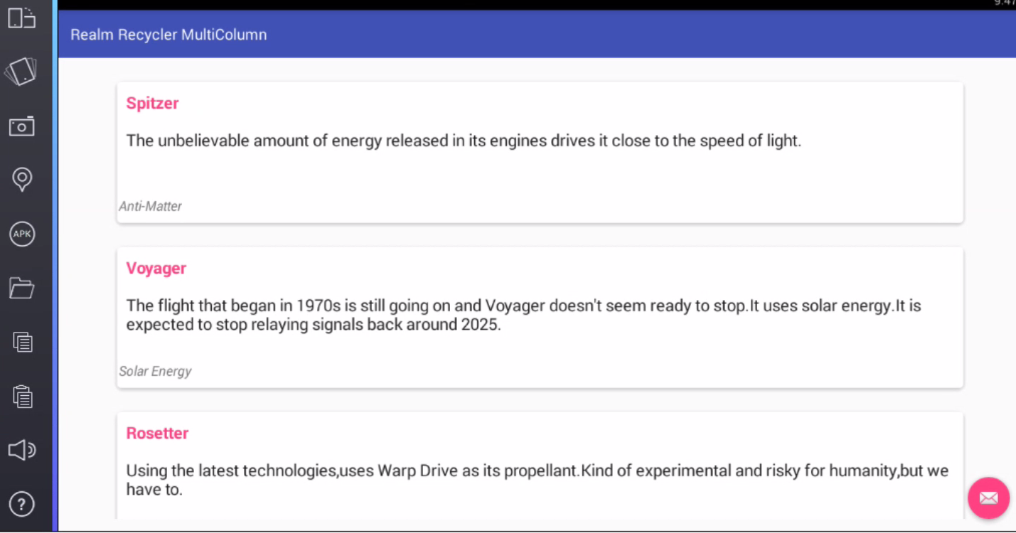 9:47
Realm Recycler MultiColumn
Spitzer
The unbelievable amount of energy released in its engines drives it close to the speed of light.
Anti-Matter
APK
Voyager
The flight that began in 1970s is still going on and Voyager doesn't seem ready to stop.It uses solar energy.It is
expected to stop relaying signals back around 2025.
Solar Energy
Rosetter
Using the latest technologies,uses Warp Drive as its propellant.Kind of experimental and risky for humanity,but we
have to.
?